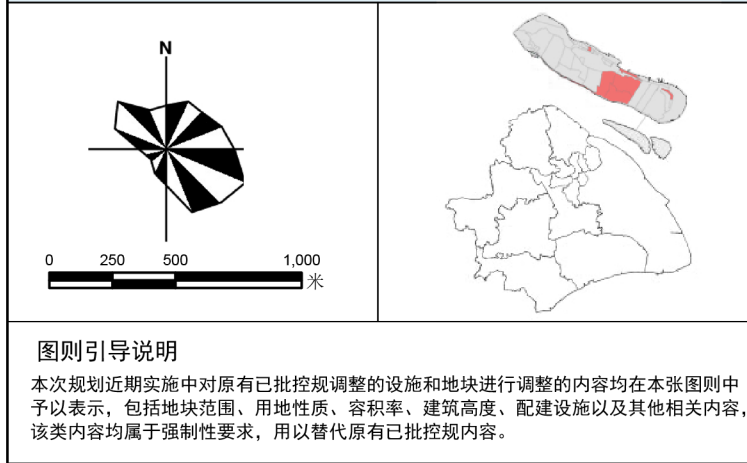 N
0 250 500 1,000
米
图则引导说明
本次规划近期实施中对原有已批控规调整的设施和地块进行调整的内容均在本张图则中
予以表示，包括地块范围、用地性质、容积率、建筑高度、配建设施以及其他相关内容，
该类内容均属于强制性要求，用以替代原有已批控规内容。